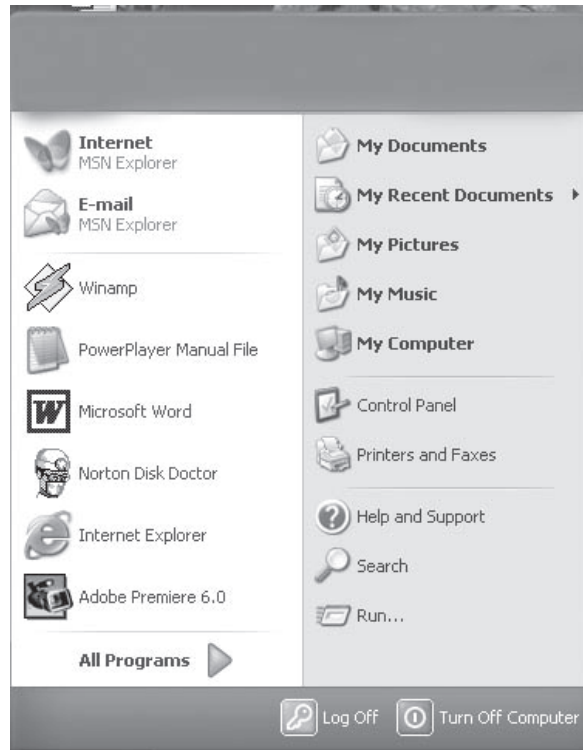 Internet
MSN Explorer
E-mail
MSN Explorer
Winamp
PowerPlayer Manual File
Microsoft Word
Norton Disk Doctor
Internet Explorer
Adobe Premiere 6.0
All Programs
My Documents
My Recent Documents
My Pictures
My Music
My Computer
Control Panel
Printers and Faxes
Help and Support
Search
Run...
Log Off
Turn Off Computer